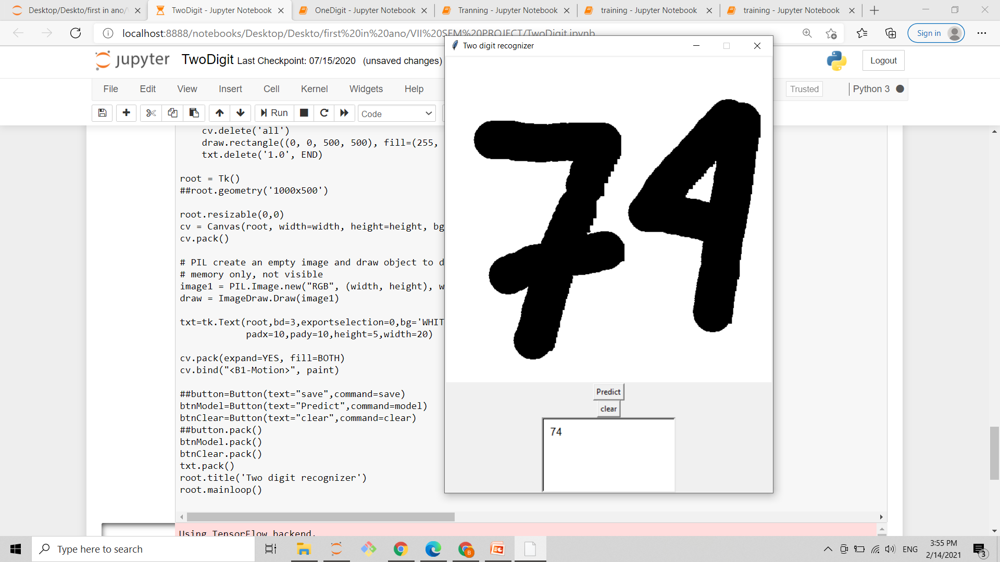 Desktop/Deskto/first in ano/
TwoDigit - Jupyter Notebook
OneDigit - Jupyter Notebook
Tranning - Jupyter Notebook
training - Jupyter Notebook
training - Jupyter Notebook
localhost:8888/notebooks/Desktop/Deskto/first%20in%20ano/VII%20SEM%20PROJECT/TwoDigit.ipynb
Sign in
Two digit recognizer
jupyter TwoDigit Last Checkpoint: 07/15/2020 (unsaved changes)
Logout
File Edit View Insert Cell Kernel Widgets Help
Trusted Python 3
Run Code
cv.delete('all')
draw.rectangle((0, 0, 500, 500), fill=(255,
txt.delete('1.0', END)
root = Tk()
##root.geometry('1000x500')
root.resizable(0,0)
cv = Canvas(root, width=width, height=height, bg
cv.pack()
# PIL create an empty image and draw object to d
# memory only, not visible
image1 = PIL.Image.new("RGB", (width, height), w
draw = ImageDraw.Draw(image1)
txt=tk.Text(root,bd=3,exportselection=0,bg='WHIT
padx=10,pady=10,height=5,width=20)
cv.pack(expand=YES, fill=BOTH)
cv.bind("<B1-Motion>", paint)
##button=Button(text="save",command=save)
btnModel=Button(text="Predict",command=model)
btnClear=Button(text="clear",command=clear)
##button.pack()
btnModel.pack()
btnClear.pack()
txt.pack()
root.title('Two digit recognizer')
root.mainloop()
Using TensorFlow backend.
74
Predict
clear
74
Type here to search
ENG
3:55 PM
2/14/2021
3